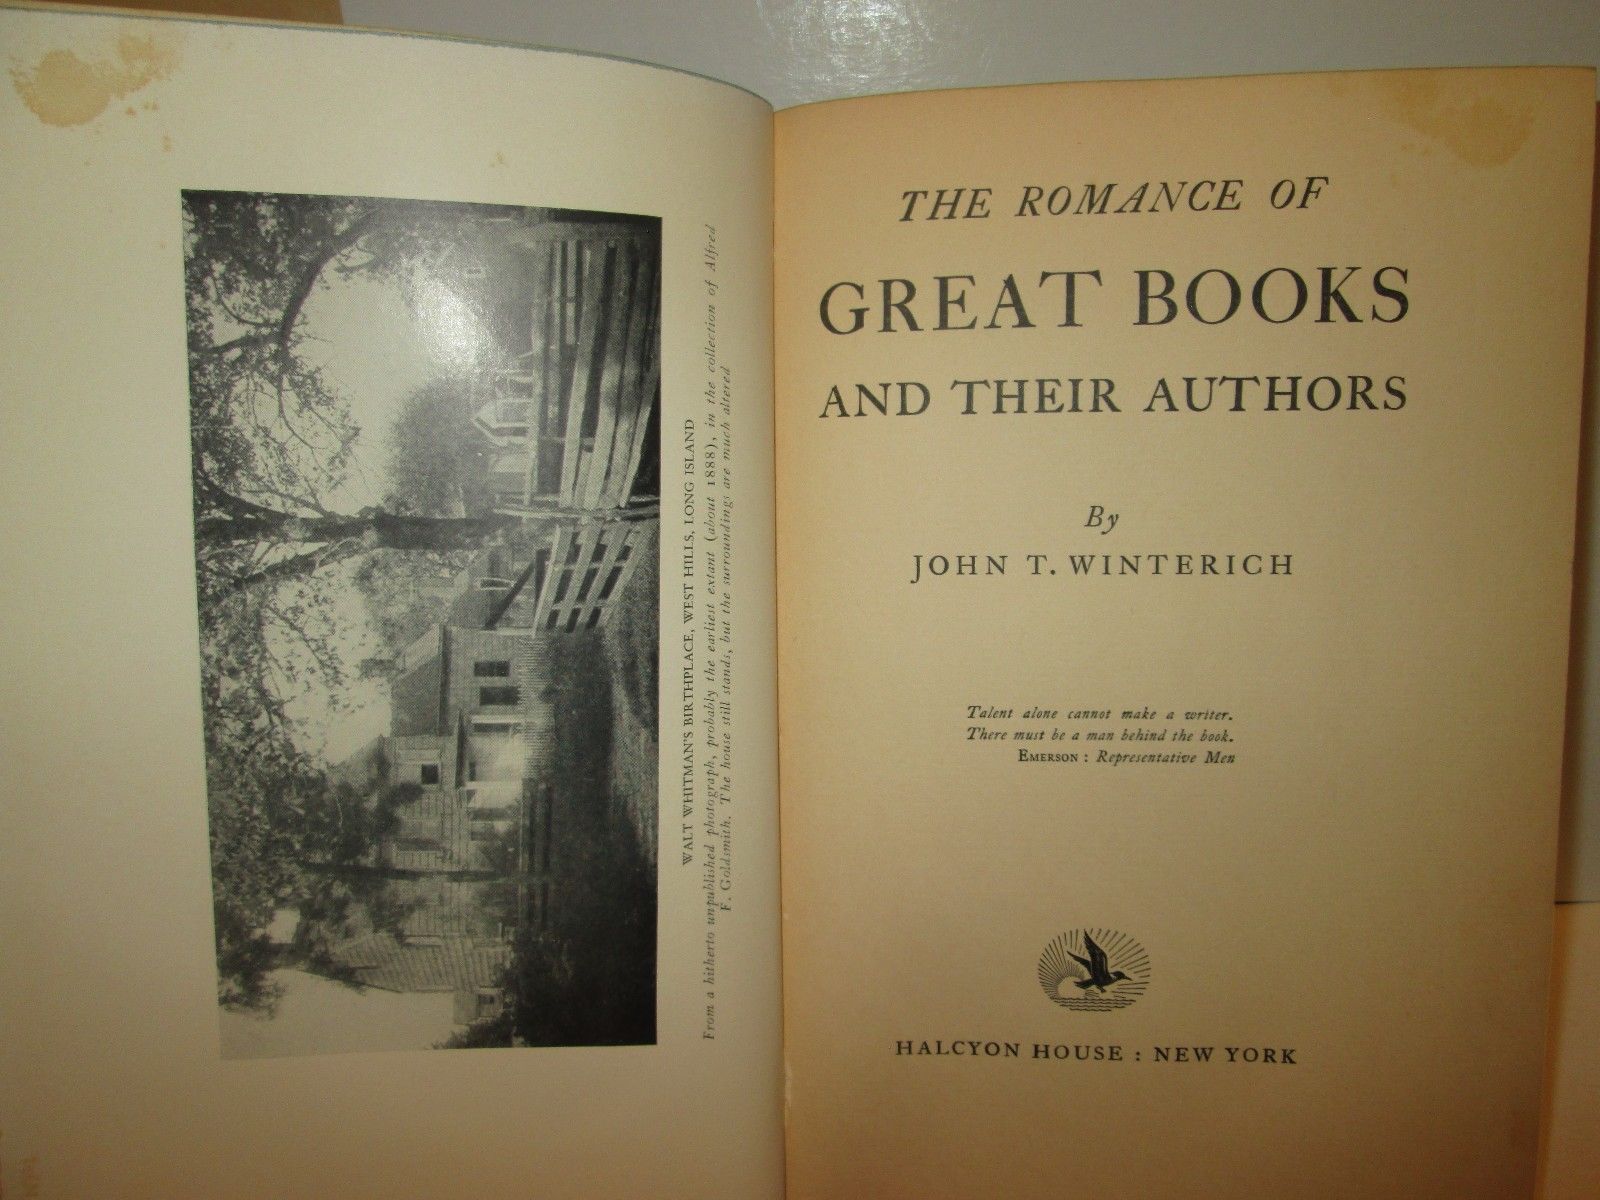 WALT WHITMAN'S BIRTHPLACE, WEST HILLS, LONG ISLAND
From a hitherto unpublished photograph, probably the earliest extant (about 1888), in the collection of Alfred
F. Goldsmith. The house still stands, but the surroundings are much altered
THE ROMANCE OF
GREAT BOOKS
AND THEIR AUTHORS
By
JOHN T. WINTERICH
Talent alone cannot make a writer.
There must be a man behind the book.
EMERSON : Representative Men
HALCYON HOUSE : NEW YORK